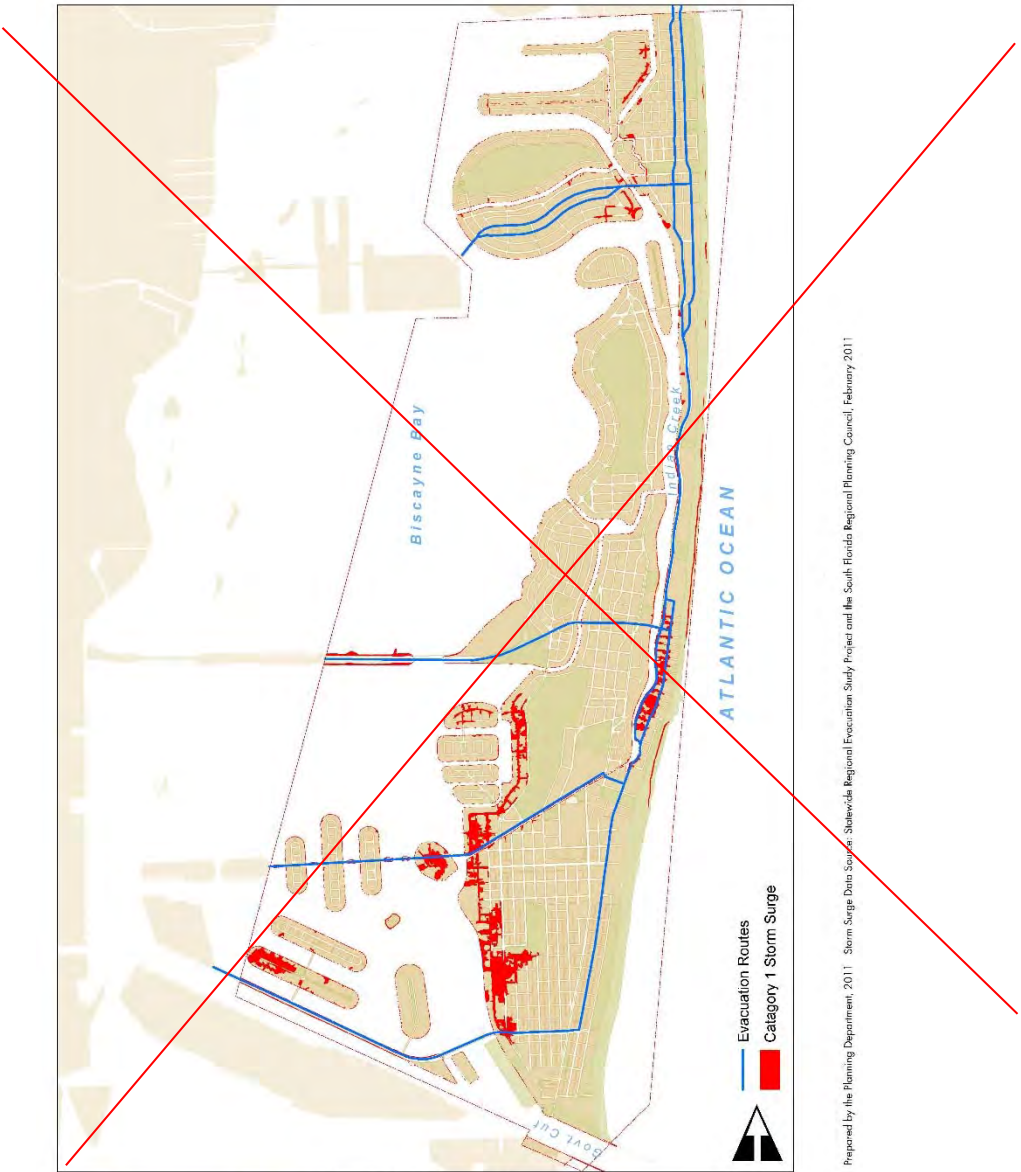 Biscayne Bay
Indian Creek
ATLANTIC OCEAN
Govt. Cut
Evacuation Routes
Catagory 1 Storm Surge
Prepared by the Planning Department, 2011 Storm Surge Data Source: Statewide Regional Evacuation Study Project and the South Florida Regional Planning Council, February 2011